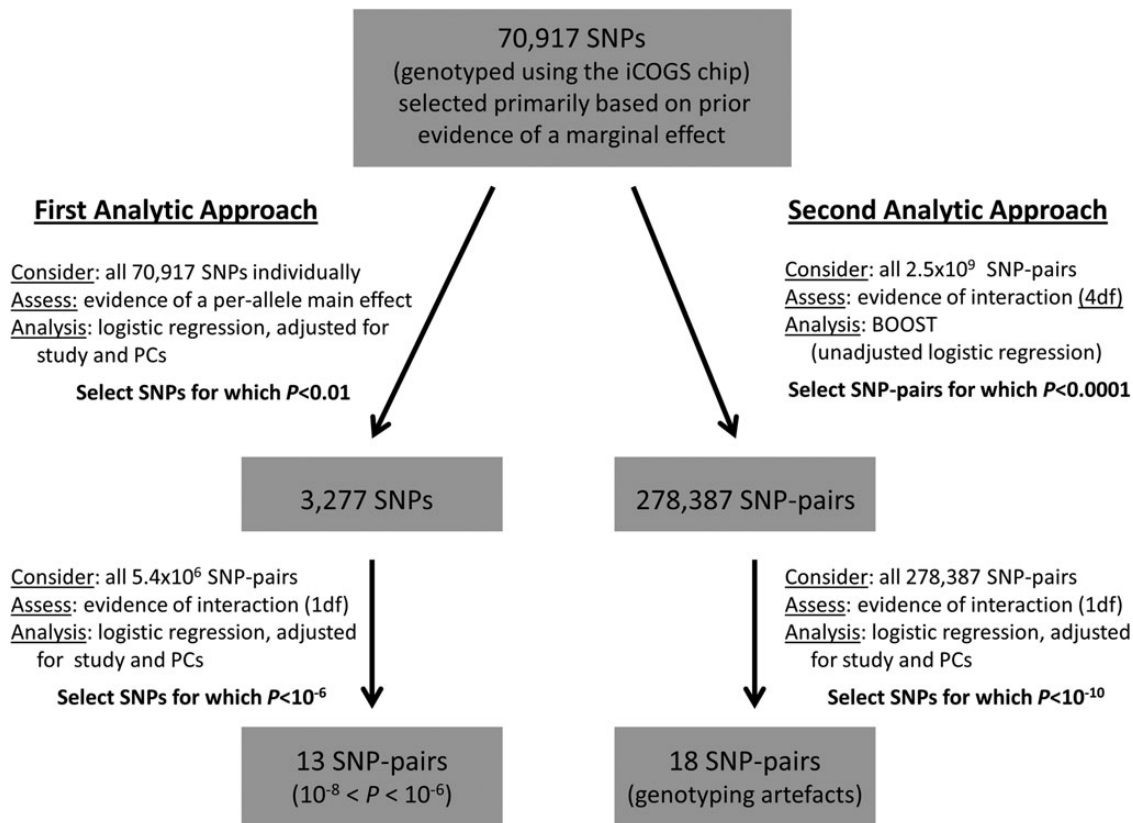 70,917 SNPs
(genotyped using the iCOGS chip)
selected primarily based on prior
evidence of a marginal effect
First Analytic Approach
Consider: all 70,917 SNPs individually
Assess: evidence of a per-allele main effect
Analysis: logistic regression, adjusted for
study and PCs
Select SNPs for which P<0.01
Second Analytic Approach
Consider: all 2.5x10⁹ SNP-pairs
Assess: evidence of interaction (4df)
Analysis: BOOST
(unadjusted logistic regression)
Select SNP-pairs for which P<0.0001
3,277 SNPs
278,387 SNP-pairs
Consider: all 5.4x10⁶ SNP-pairs
Assess: evidence of interaction (1df)
Analysis: logistic regression, adjusted
for study and PCs
Select SNPs for which P<10⁻⁶
Consider: all 278,387 SNP-pairs
Assess: evidence of interaction (1df)
Analysis: logistic regression, adjusted
for study and PCs
Select SNPs for which P<10⁻¹⁰
13 SNP-pairs
(10⁻⁸ < P < 10⁻⁶)
18 SNP-pairs
(genotyping artefacts)